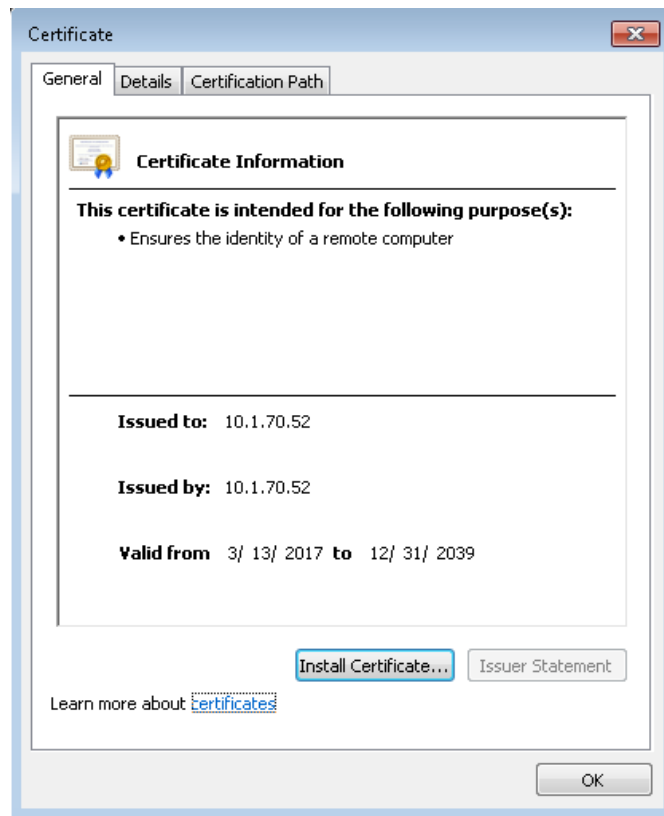 Certificate
General Details Certification Path
Certificate Information
This certificate is intended for the following purpose(s):
• Ensures the identity of a remote computer
Issued to: 10.1.70.52
Issued by: 10.1.70.52
Valid from 3/ 13/ 2017 to 12/ 31/ 2039
Install Certificate... Issuer Statement
Learn more about certificates
OK